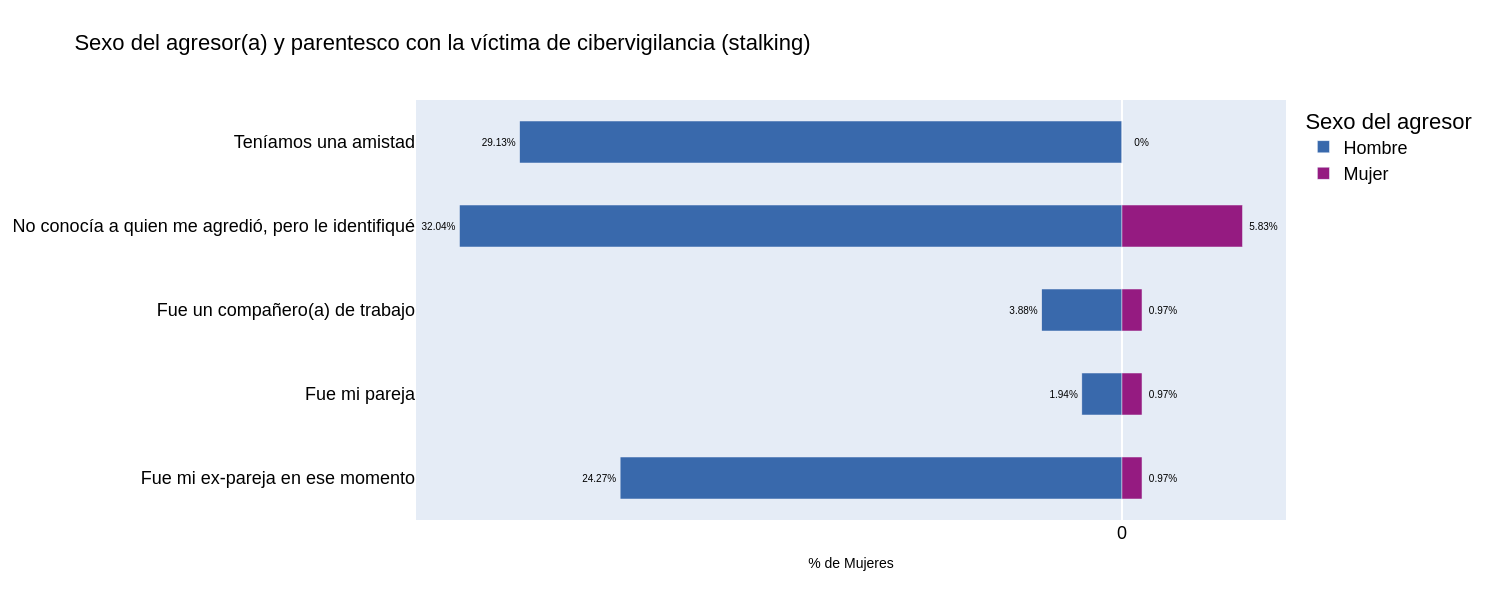 Sexo del agresor(a) y parentesco con la víctima de cibervigilancia (stalking)
Sexo del agresor
Hombre
Mujer
Teníamos una amistad 29.13% 0%
No conocía a quien me agredió, pero le identifiqué 32.04% 5.83%
Fue un compañero(a) de trabajo 3.88% 0.97%
Fue mi pareja 1.94% 0.97%
Fue mi ex-pareja en ese momento 24.27% 0.97%
0
% de Mujeres